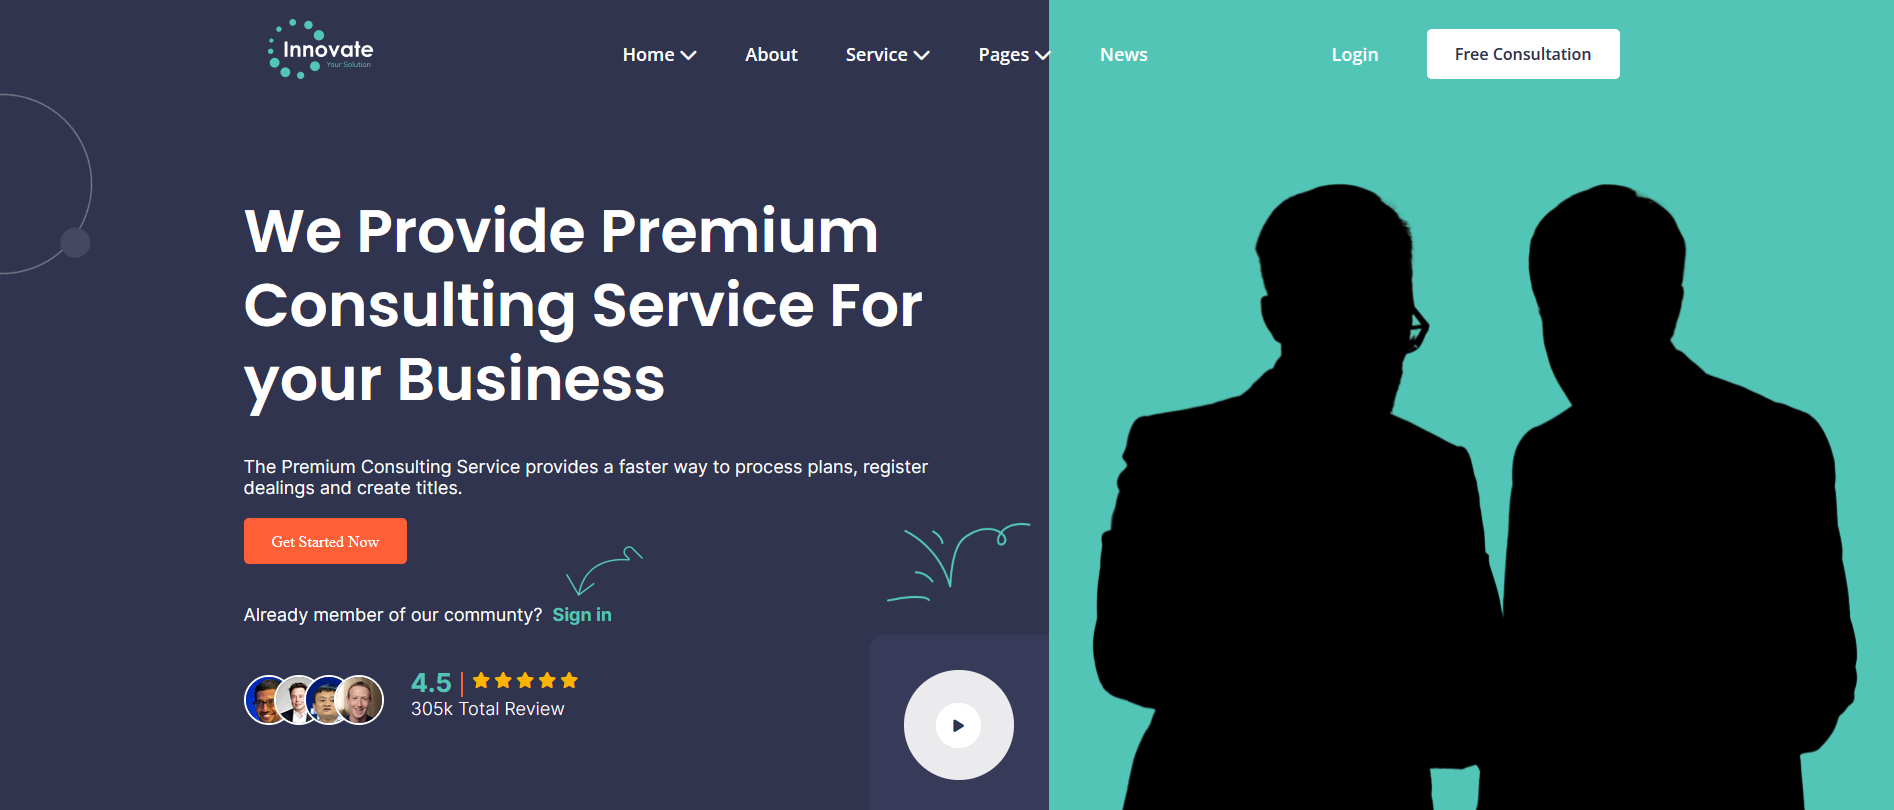 Innovate
Your Solution
Home
About
Service
Pages
News
Login
Free Consultation
We Provide Premium
Consulting Service For
your Business
The Premium Consulting Service provides a faster way to process plans, register
dealings and create titles.
Get Started Now
Already member of our communty? Sign in
4.5
305k Total Review